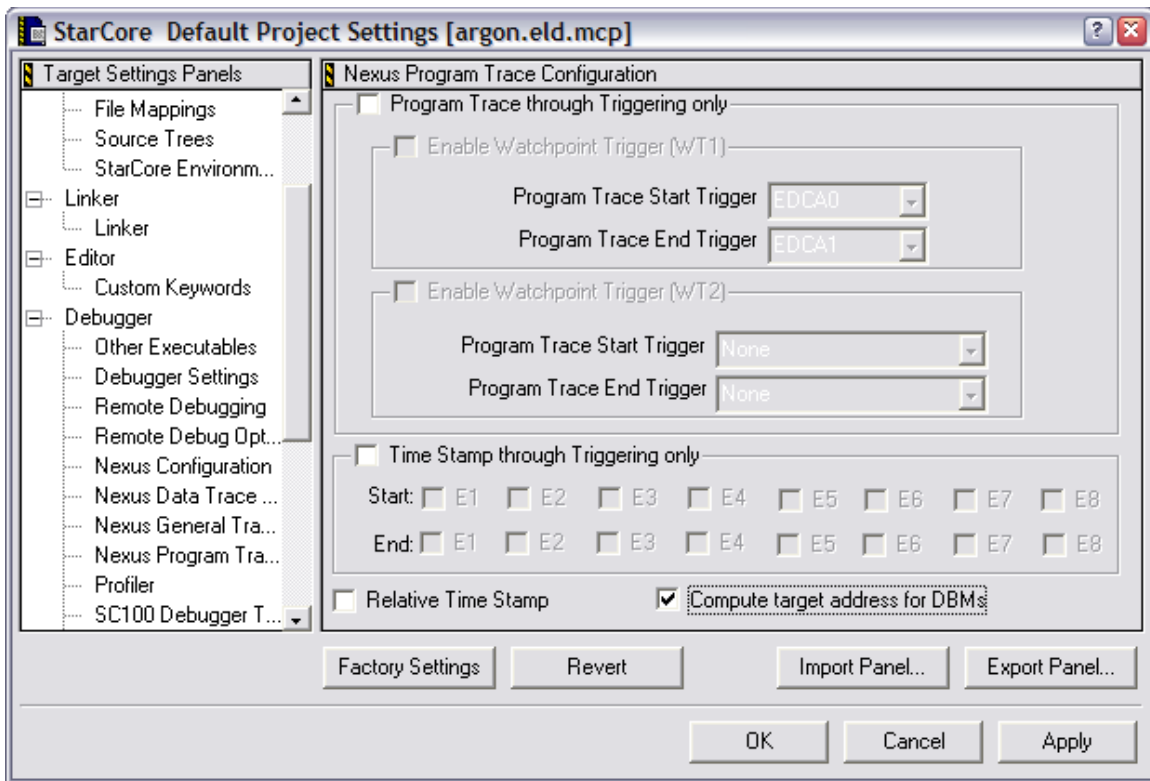 StarCore Default Project Settings [argon.eld.mcp]
Target Settings Panels
File Mappings
Source Trees
StarCore Environm...
Linker
Linker
Editor
Custom Keywords
Debugger
Other Executables
Debugger Settings
Remote Debugging
Remote Debug Opt...
Nexus Configuration
Nexus Data Trace ...
Nexus General Tra...
Nexus Program Tra...
Profiler
SC100 Debugger T...
Nexus Program Trace Configuration
Program Trace through Triggering only
Enable Watchpoint Trigger (WT1)
Program Trace Start Trigger EDCA0
Program Trace End Trigger EDCA1
Enable Watchpoint Trigger (WT2)
Program Trace Start Trigger None
Program Trace End Trigger None
Time Stamp through Triggering only
Start: E1 E2 E3 E4 E5 E6 E7 E8
End: E1 E2 E3 E4 E5 E6 E7 E8
Relative Time Stamp Compute target address for DBMs
Factory Settings Revert Import Panel... Export Panel...
OK Cancel Apply